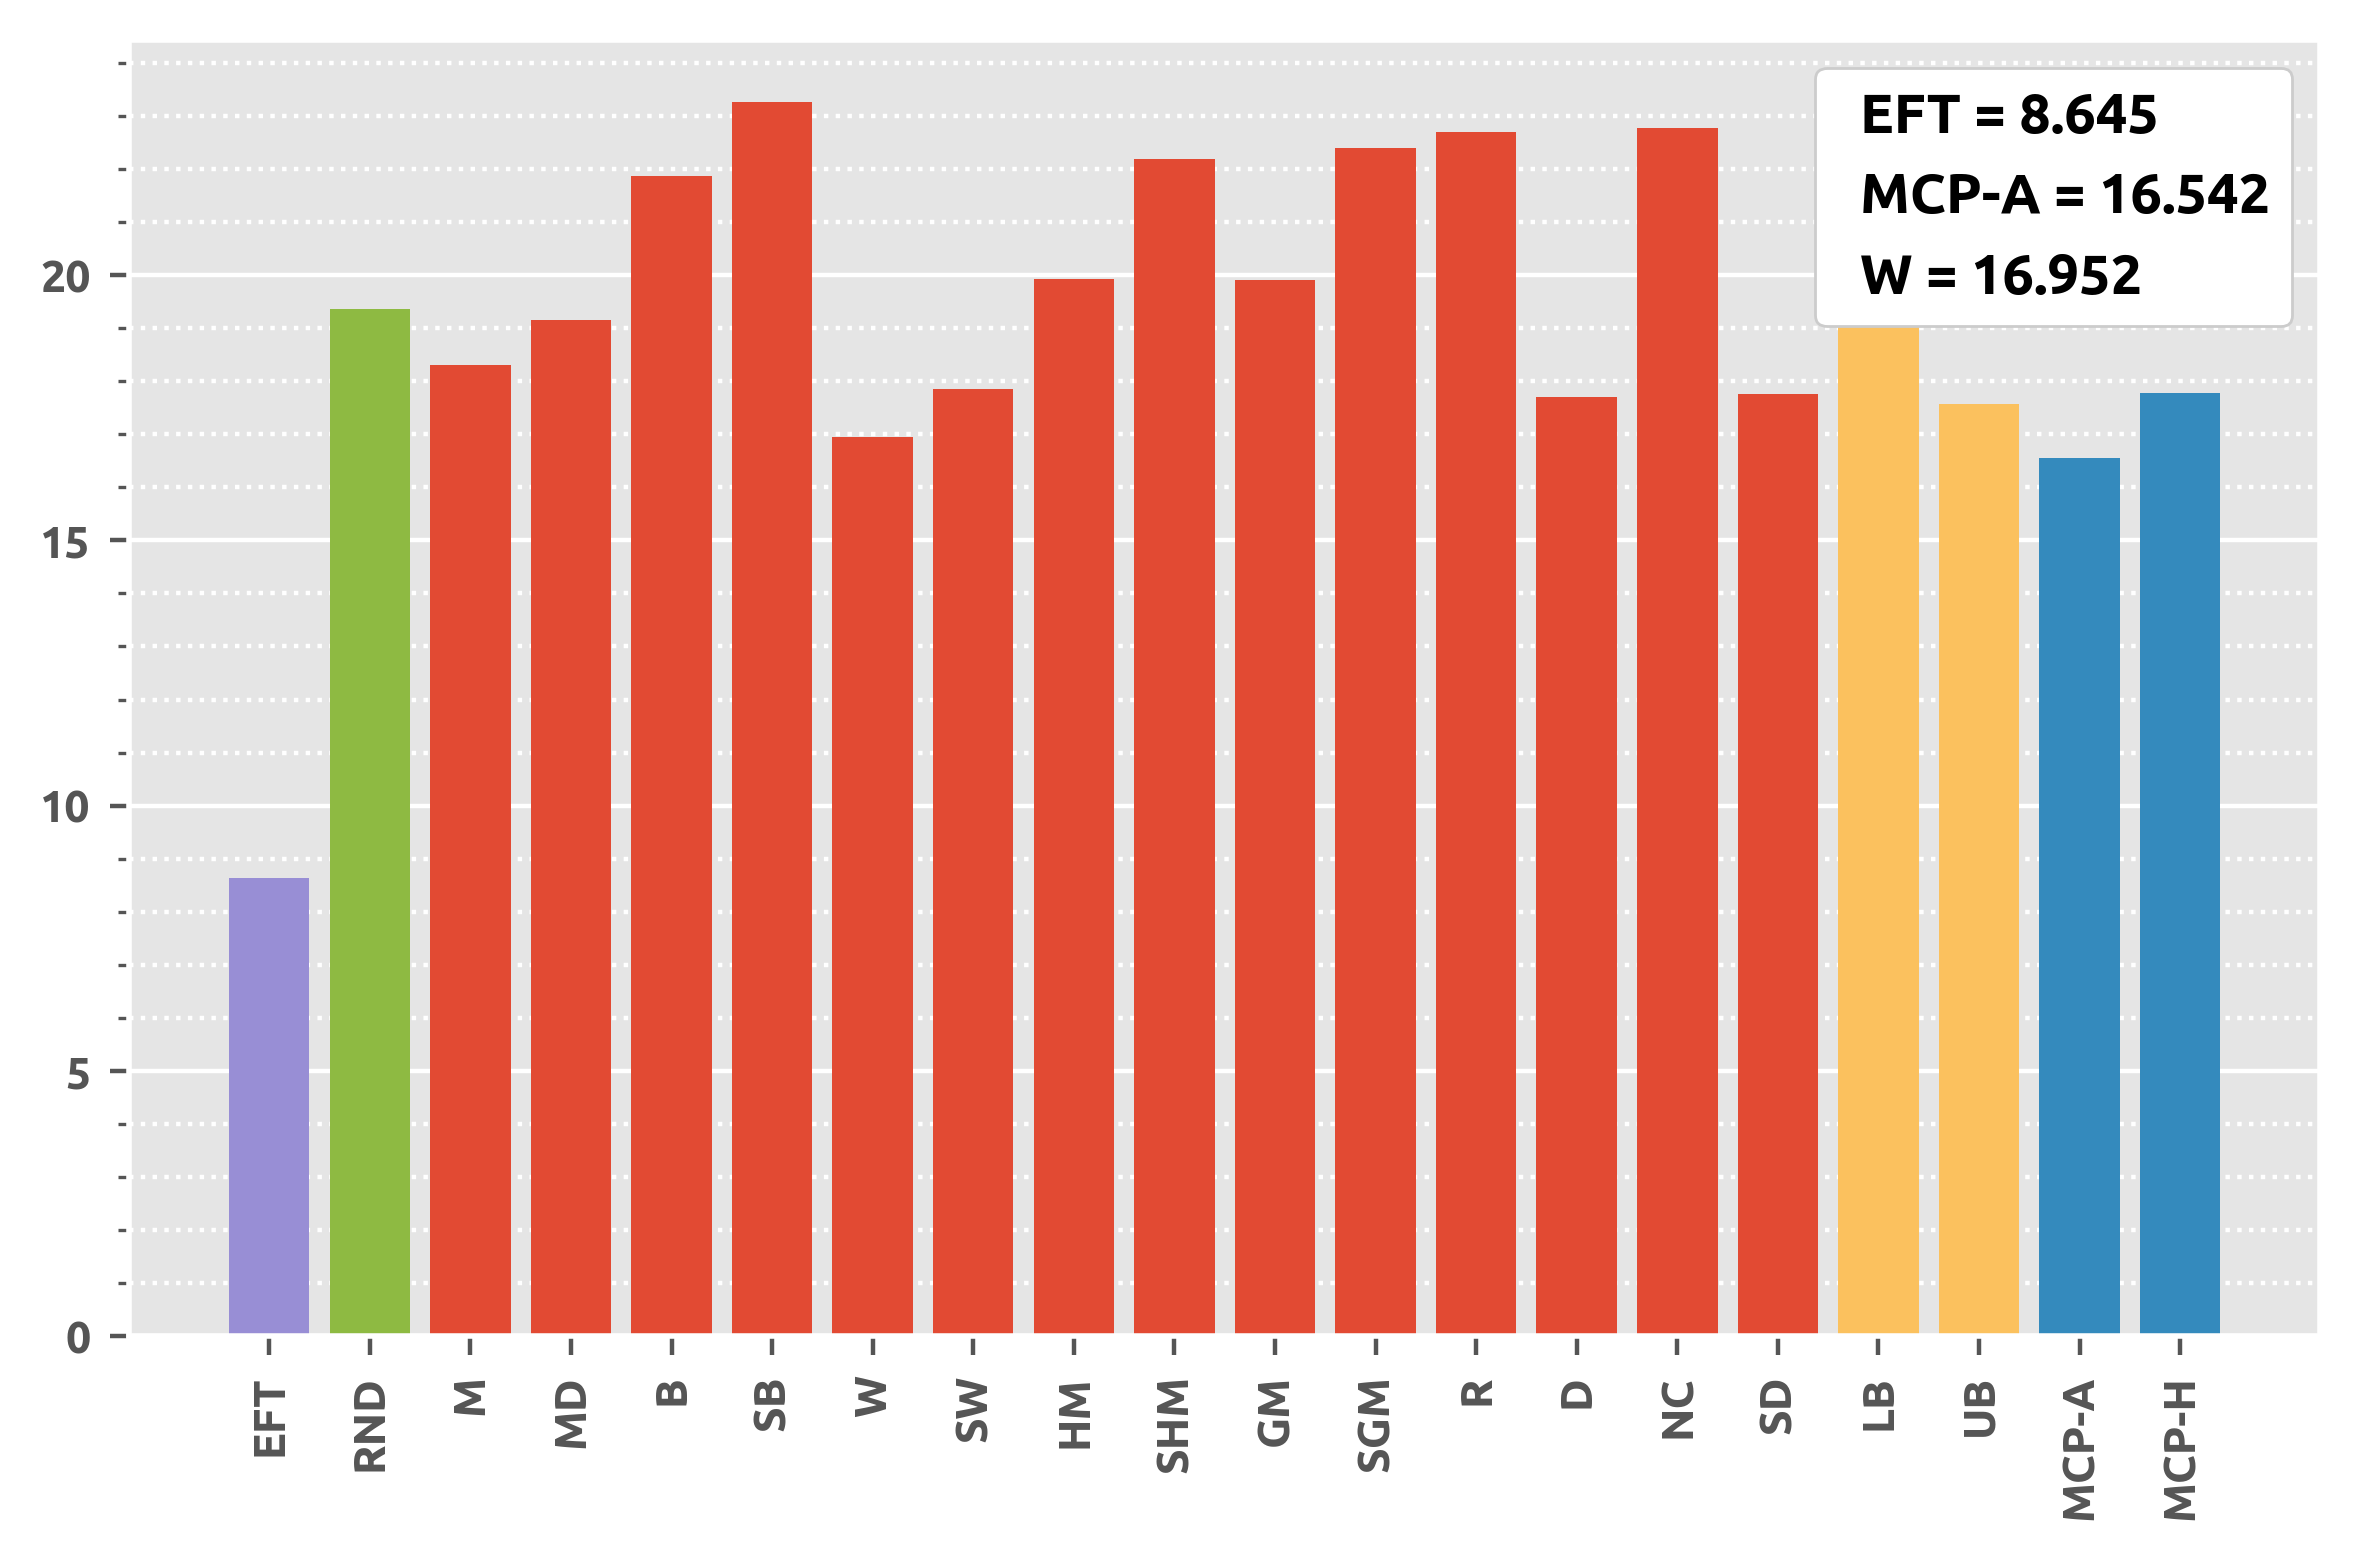 EFT = 8.645
MCP-A = 16.542
W = 16.952
20
15
10
5
0
EFT
RND
M
MD
B
SB
W
SW
HM
SHM
GM
SGM
R
D
NC
SD
LB
UB
MCP-A
MCP-H